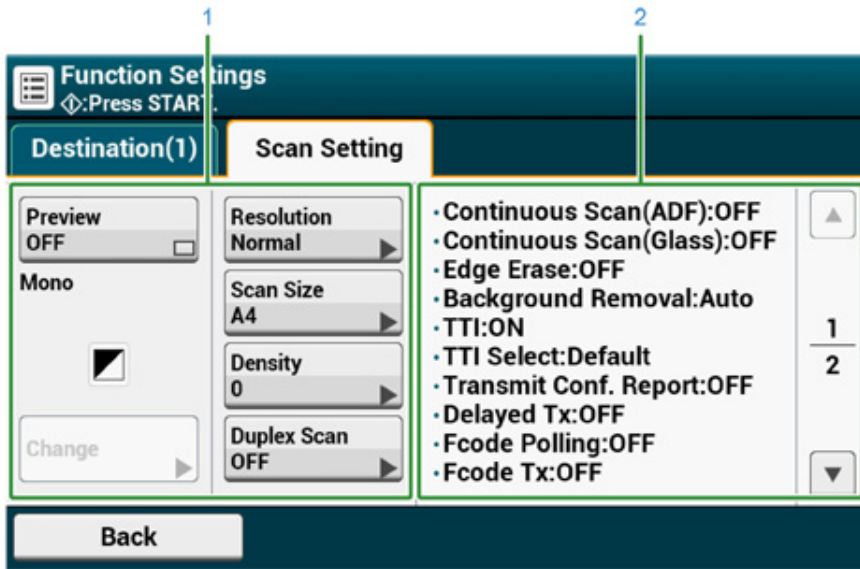 1
2
Function Settings
:Press START.
Destination(1)
Scan Setting
Preview
OFF
Mono
Change
Resolution
Normal
Scan Size
A4
Density
0
Duplex Scan
OFF
·Continuous Scan(ADF):OFF
·Continuous Scan(Glass):OFF
·Edge Erase:OFF
·Background Removal:Auto
·TTI:ON
·TTI Select:Default
·Transmit Conf. Report:OFF
·Delayed Tx:OFF
·Fcode Polling:OFF
·Fcode Tx:OFF
1
2
Back